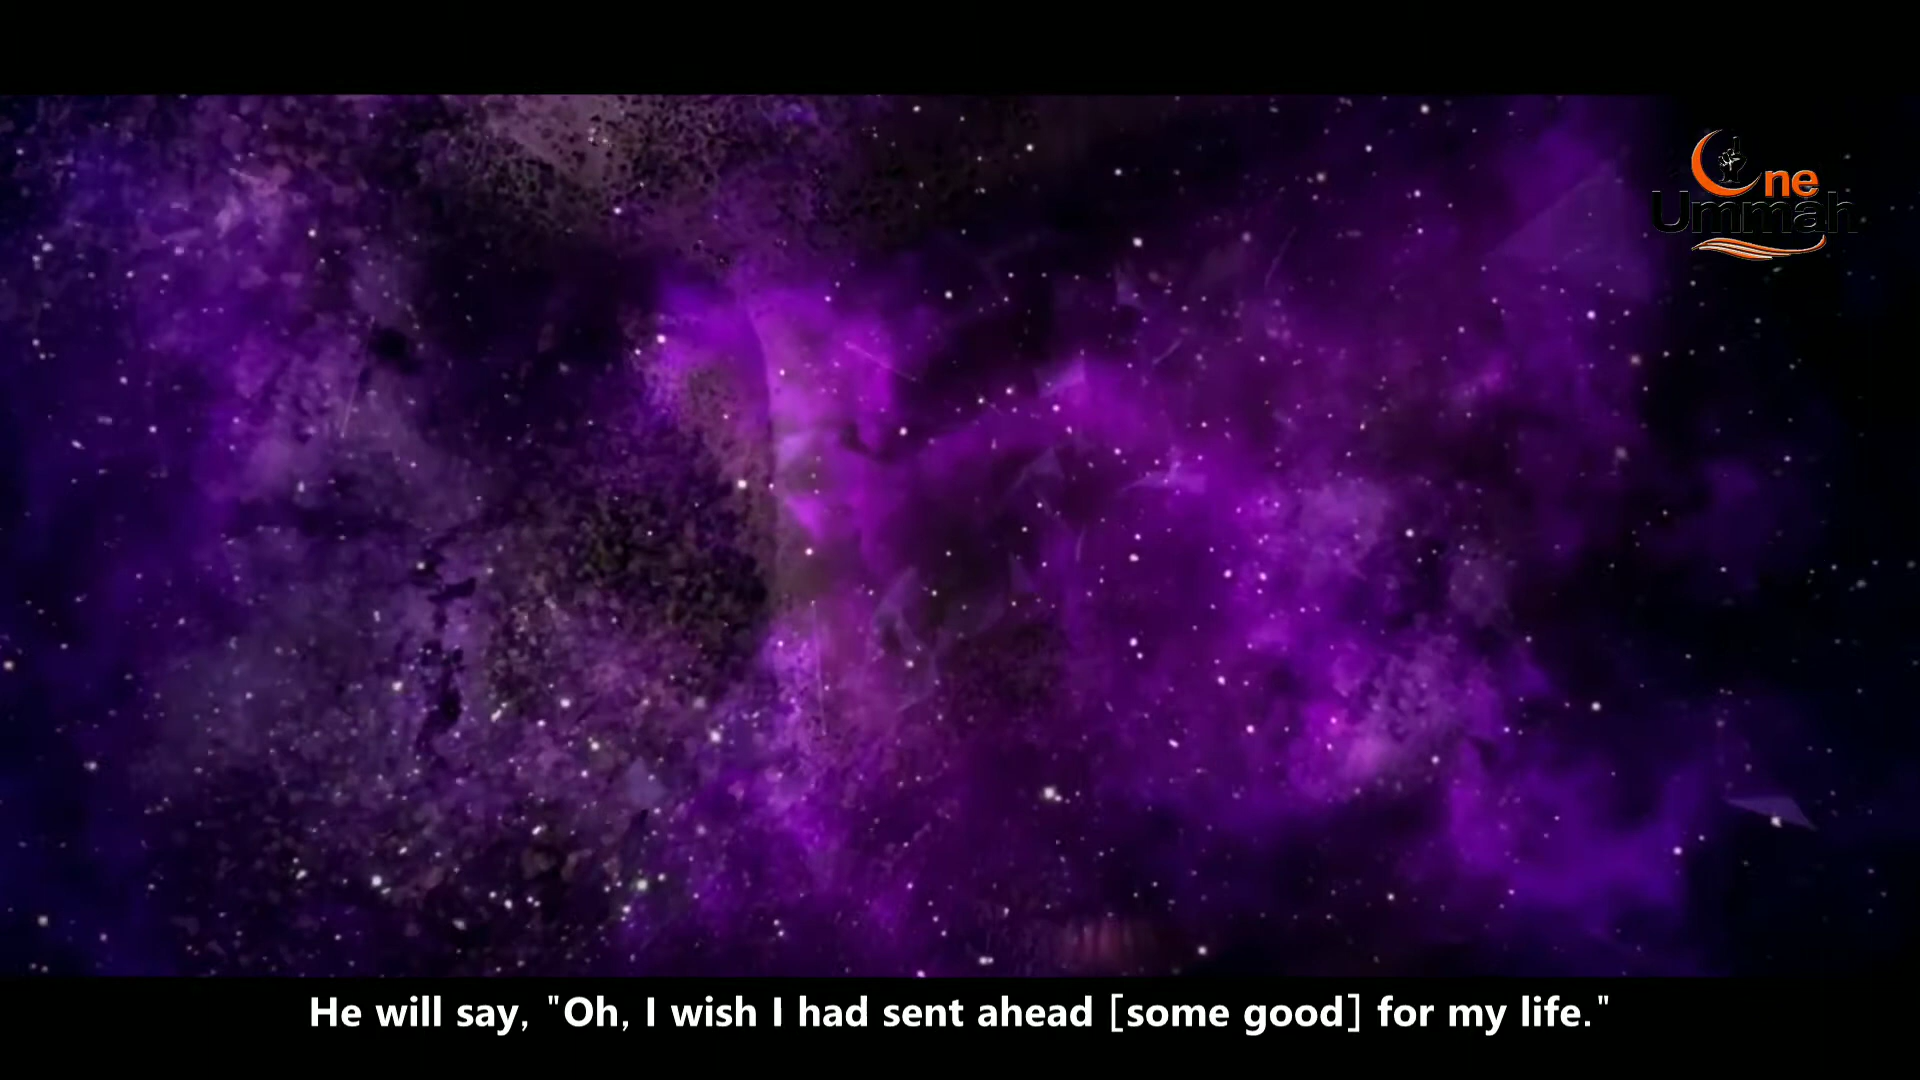 One
Ummah
He will say, "Oh, I wish I had sent ahead [some good] for my life."